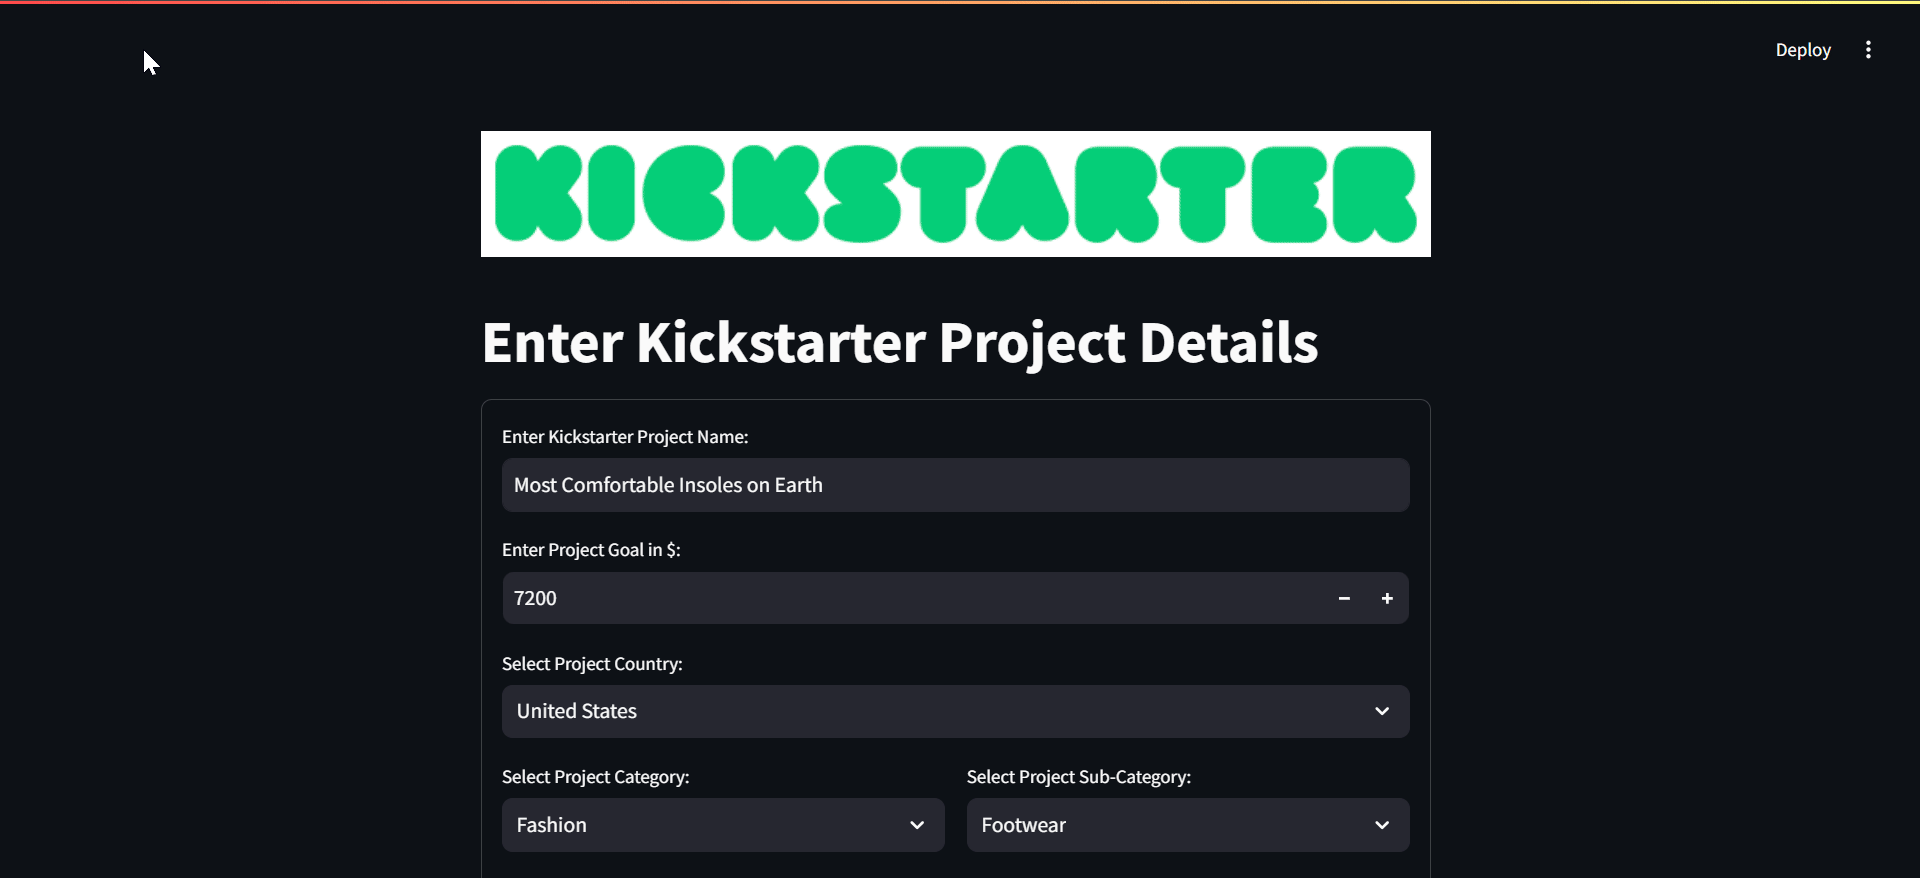 Deploy
KICKSTARTER
Enter Kickstarter Project Details
Enter Kickstarter Project Name:
Most Comfortable Insoles on Earth
Enter Project Goal in $:
7200
Select Project Country:
United States
Select Project Category:
Select Project Sub-Category:
Fashion
Footwear